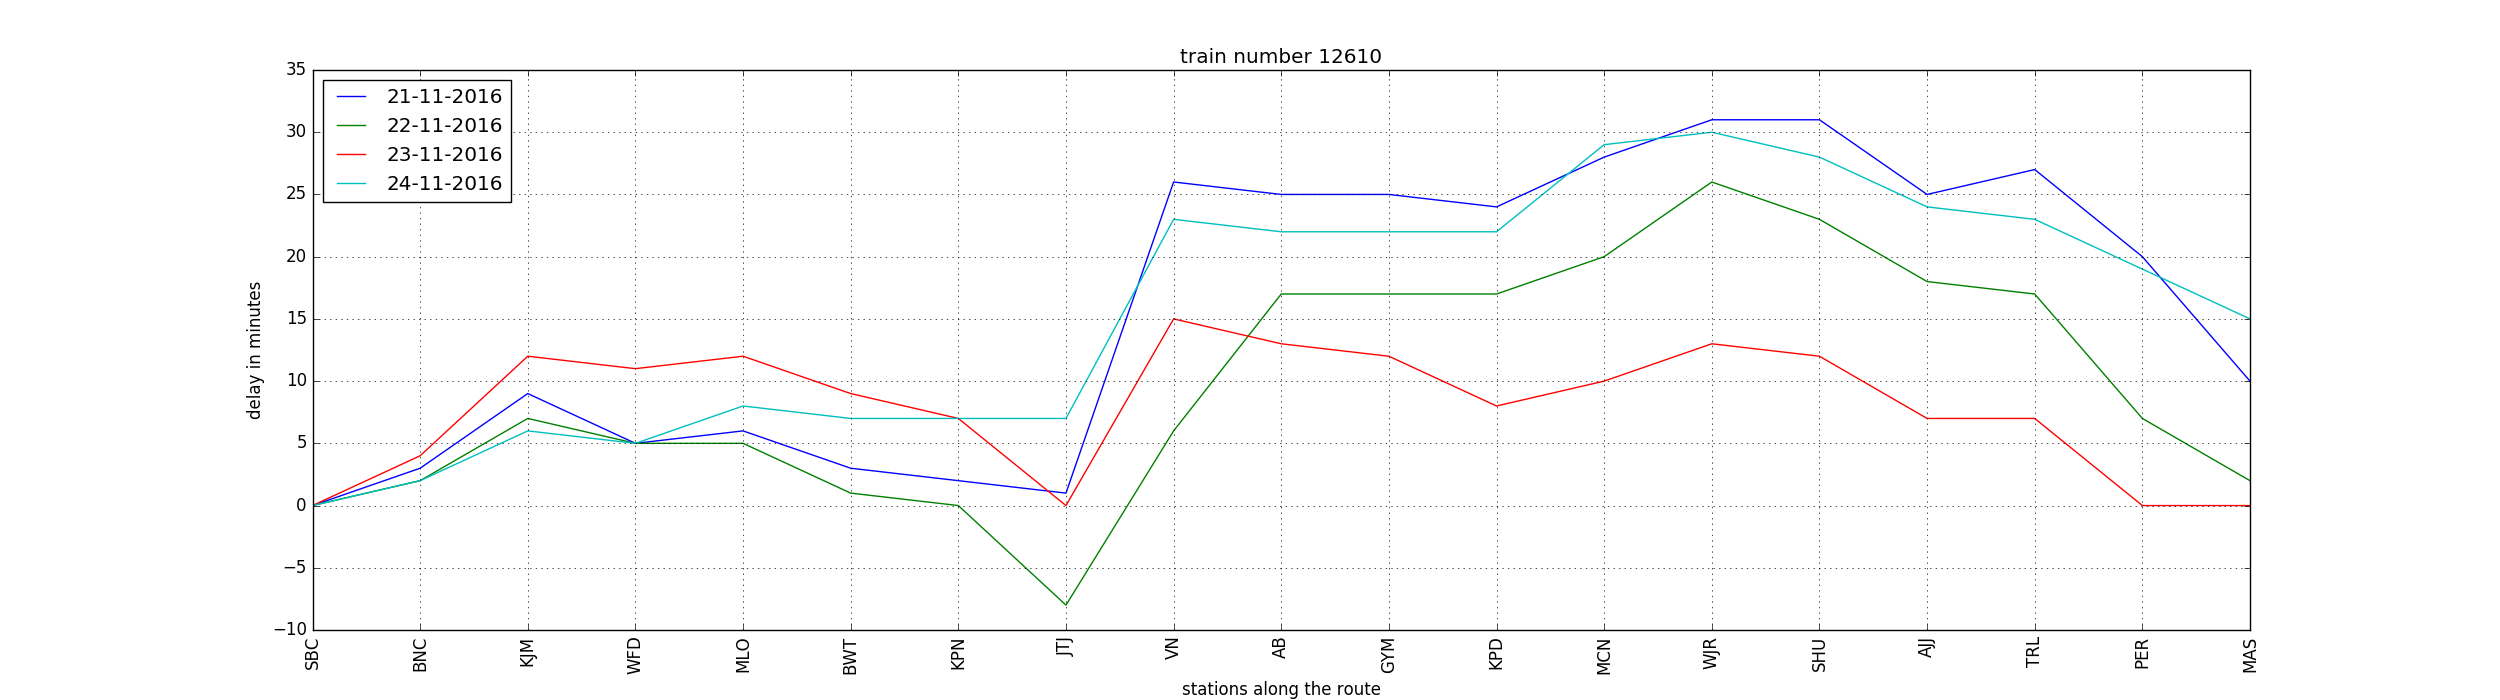 train number 12610
35
30
25
20
15
10
5
0
−5
−10
delay in minutes
21-11-2016
22-11-2016
23-11-2016
24-11-2016
SBC
BNC
KJM
WFD
MLO
BWT
KPN
JTJ
VN
AB
GYM
KPD
MCN
WJR
SHU
AJJ
TRL
PER
MAS
stations along the route